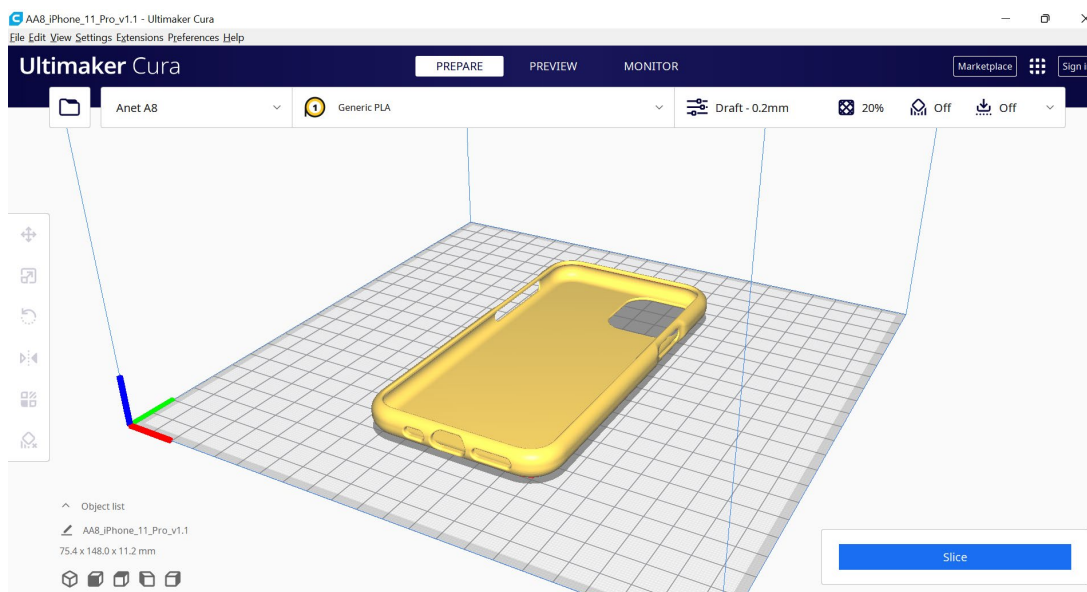 AA8_iPhone_11_Pro_v1.1 - Ultimaker Cura
File Edit View Settings Extensions Preferences Help
Ultimaker Cura PREPARE PREVIEW MONITOR Marketplace Sign i
Anet A8 1 Generic PLA Draft - 0.2mm 20% Off Off
Object list
AA8_iPhone_11_Pro_v1.1
75.4 x 148.0 x 11.2 mm
Slice